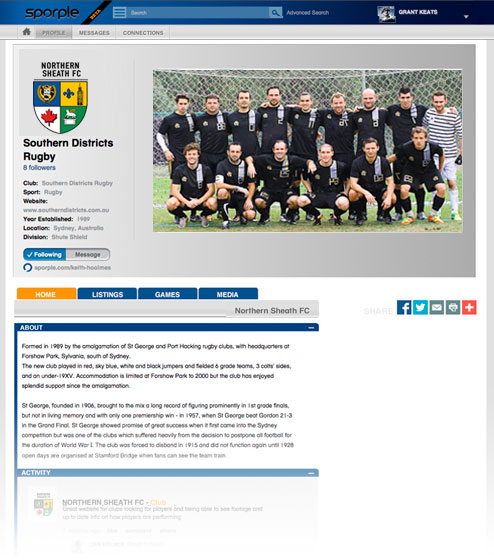 sporple
BETA
Search
Advanced Search
GRANT KEATS
PROFILE
MESSAGES
CONNECTIONS
NORTHERN
SHEATH FC
Southern Districts
Rugby
8 followers
Club: Southern Districts Rugby
Sport: Rugby
Website:
www.southerndistricts.com.au
Year Established: 1989
Location: Sydney, Australia
Division: Shute Shield
Following
Message
sporple.com/keith-hoolmes
HOME
LISTINGS
GAMES
MEDIA
Northern Sheath FC
SHARE
ABOUT
Formed in 1989 by the amalgamation of St George and Port Hacking rugby clubs, with headquarters at
Forshaw Park, Sylvania, south of Sydney.
The new club played in red, sky blue, white and black jumpers and fielded 6 grade teams, 3 colts' sides,
and an under-19XV. Accommodation is limited at Forshaw Park to 2000 but the club has enjoyed
splendid support since the amalgamation.
St George, founded in 1906, brought to the mix a long record of figuring prominently in 1st grade finals,
but not in living memory and with only one premiership win - in 1957, when St George beat Gordon 21-3
in the Grand Final. St George showed promise of great success when it first came into the Sydney
competition but was one of the clubs which suffered heavily from the decision to postpone all football for
the duration of World War I. The club was forced to disband in 1915 and did not function again until 1928
open days are organised at Stamford Bridge when fans can see the team train.
ACTIVITY
NORTHERN SHEATH FC - Club
Great website for clubs looking for players and being able to see footage and
up to date info on how players are performing
like comment share